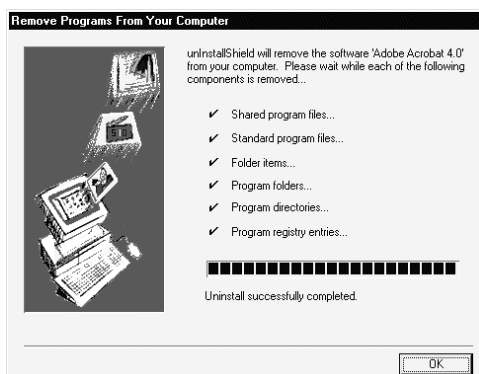 Remove Programs From Your Computer
unInstallShield will remove the software 'Adobe Acrobat 4.0'
from your computer. Please wait while each of the following
components is removed...
✔ Shared program files...
✔ Standard program files...
✔ Folder items...
✔ Program folders...
✔ Program directories...
✔ Program registry entries...
Uninstall successfully completed.
OK